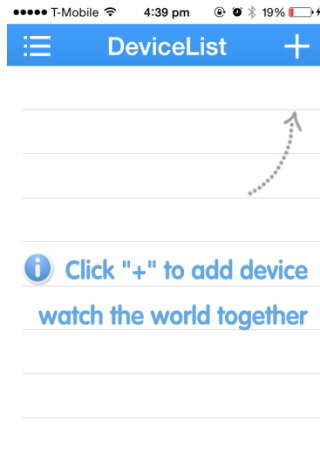 T-Mobile 4:39 pm 19%
DeviceList +
Click "+" to add device
watch the world together